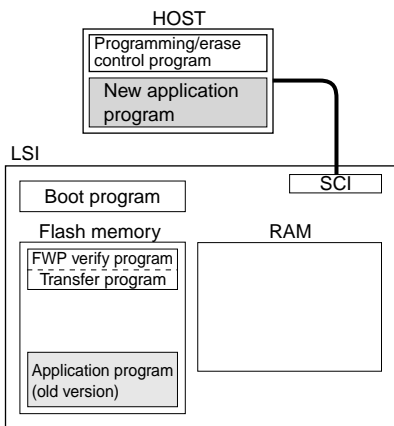 HOST
Programming/erase
control program
New application
program
LSI
SCI
Boot program
Flash memory
RAM
FWP verify program
Transfer program
Application program
(old version)